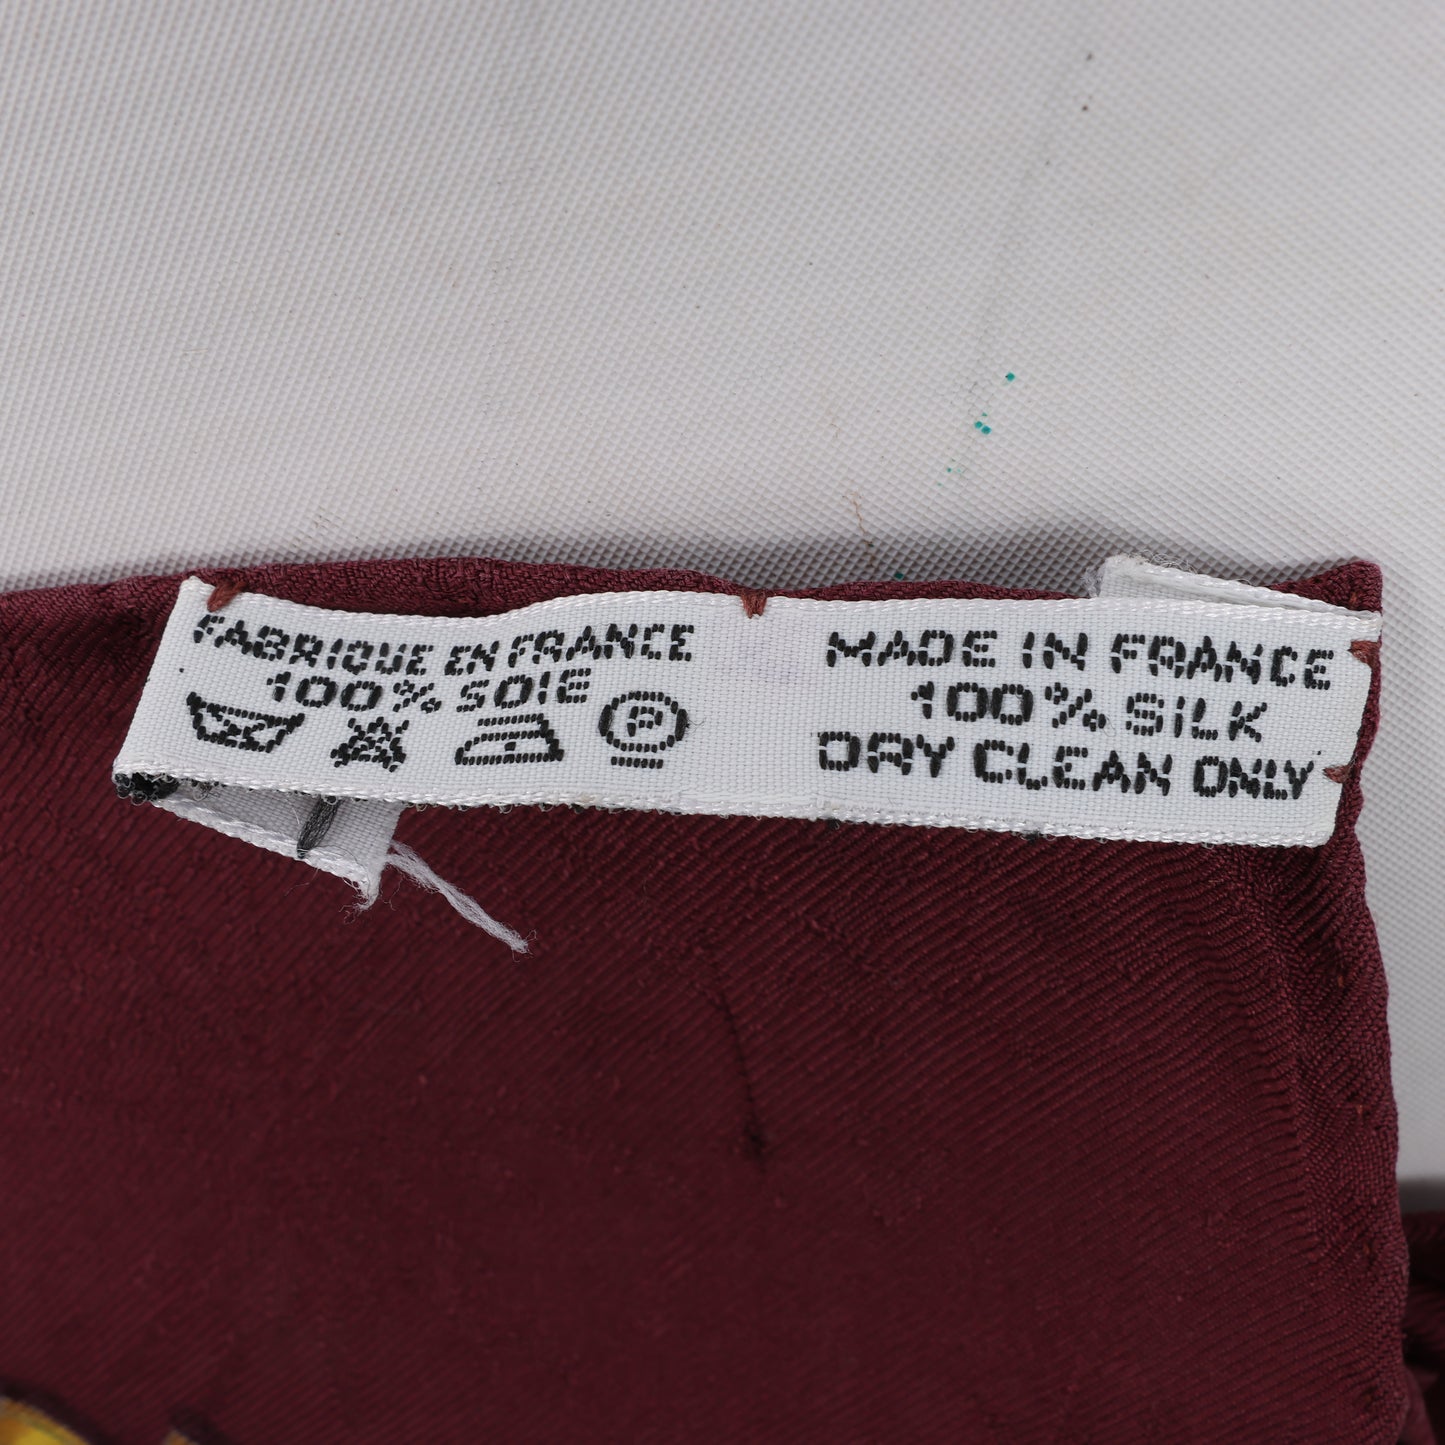 FABRIQUE EN FRANCE
100% SOIE
P
MADE IN FRANCE
100% SILK
DRY CLEAN ONLY